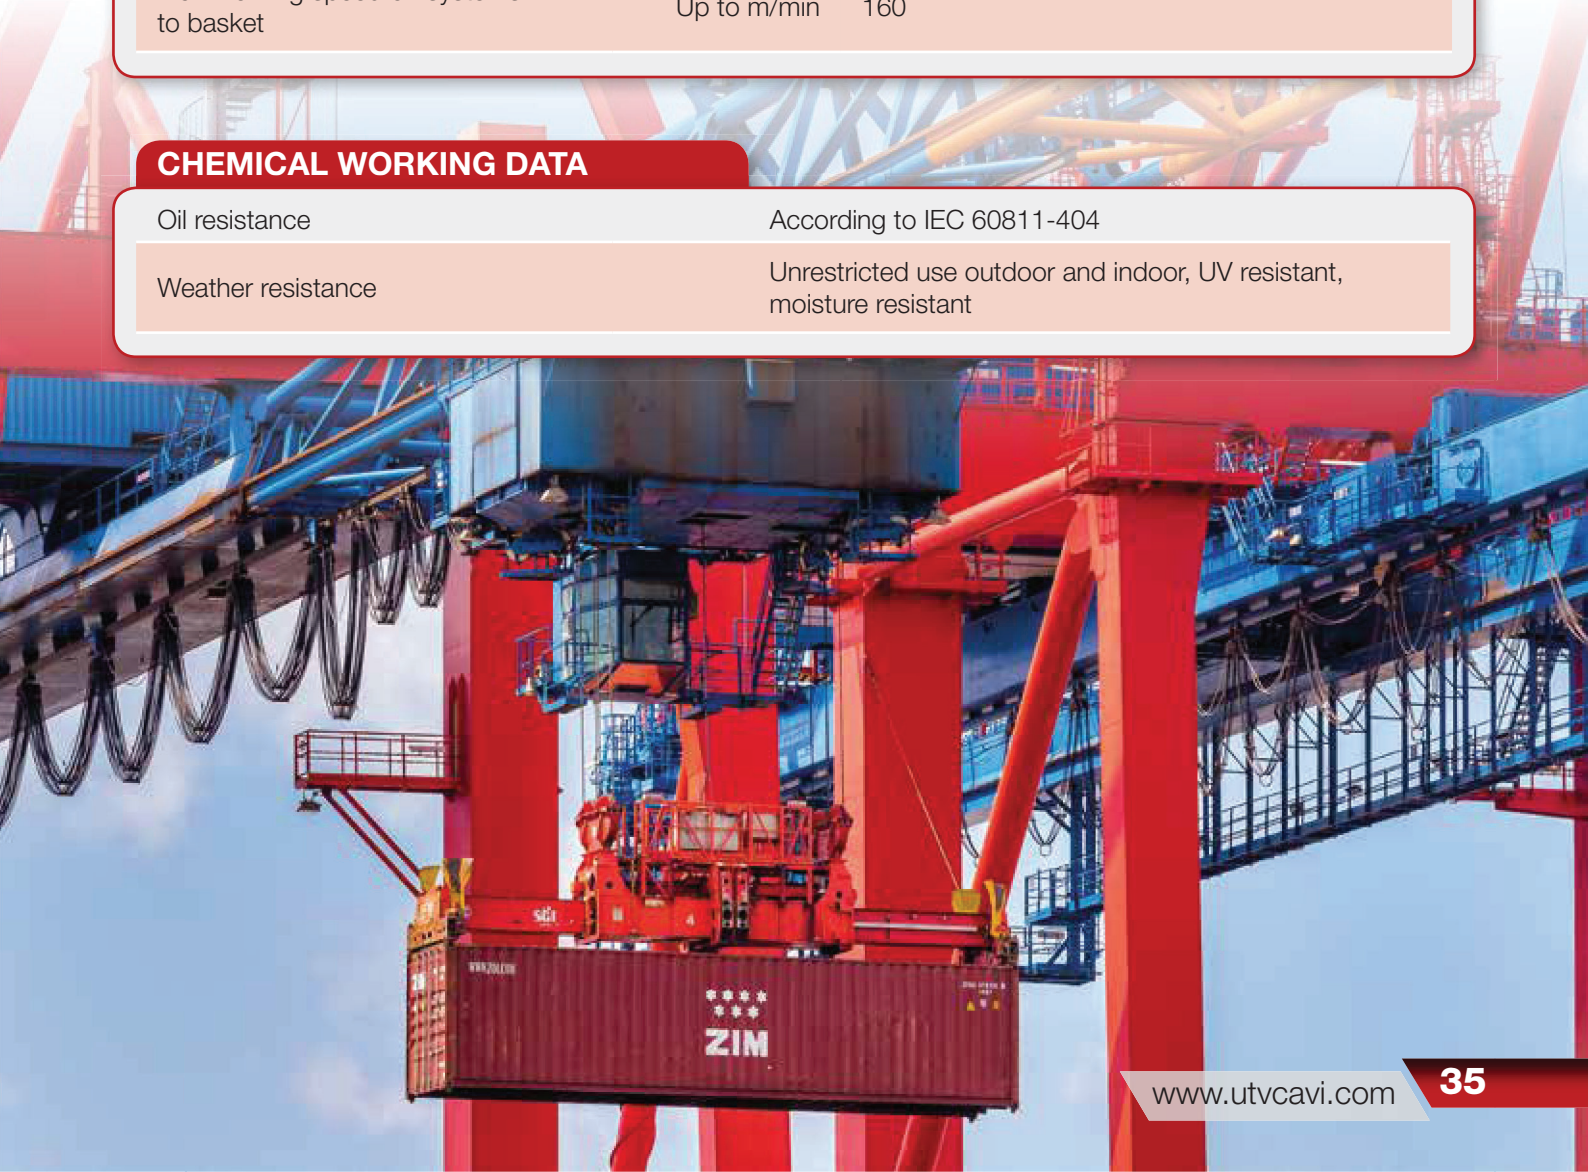 to basket
Up to m/min 160
CHEMICAL WORKING DATA
Oil resistance
According to IEC 60811-404
Weather resistance
Unrestricted use outdoor and indoor, UV resistant,
moisture resistant
4
ZIM
www.utvcavi.com
35